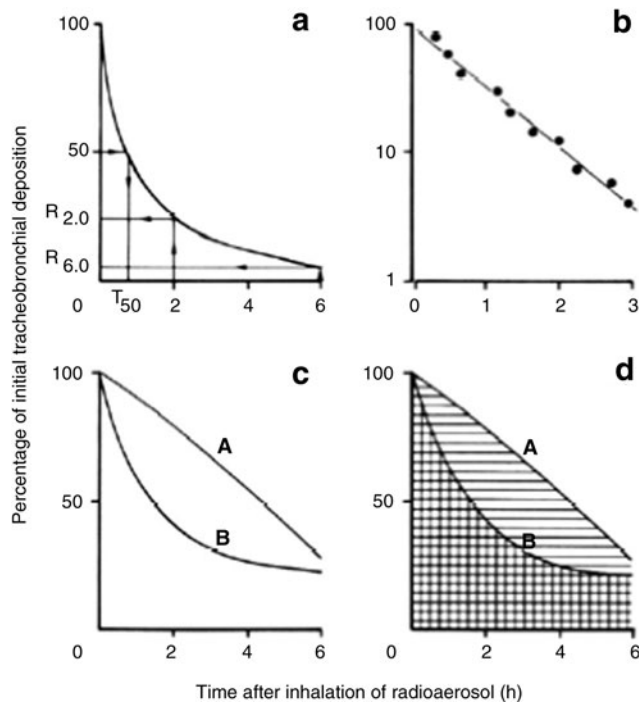 a
100
50
R 2.0
R 6.0
0
T50
2
4
6
b
100
10
1
0
1
2
3
c
100
50
A
B
0
2
4
6
d
100
50
A
B
0
2
4
6
Percentage of initial tracheobronchial deposition
Time after inhalation of radioaerosol (h)